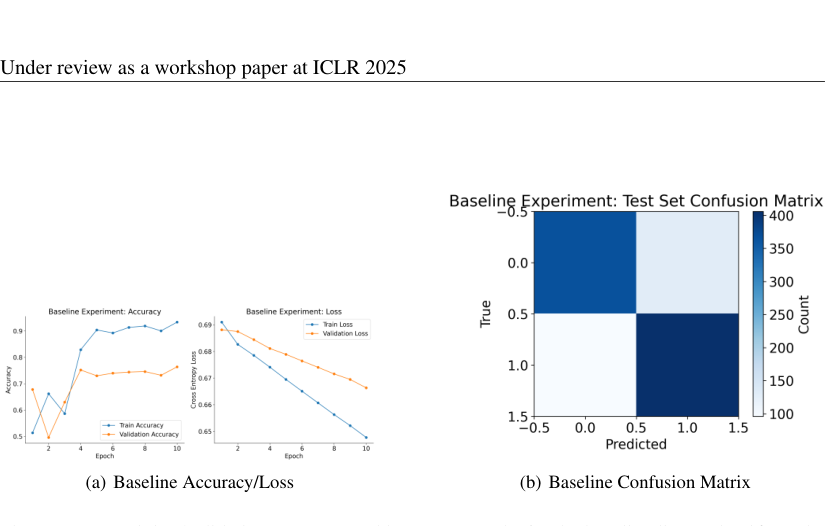 Under review as a workshop paper at ICLR 2025
Baseline Experiment: Accuracy
Accuracy
0.9
0.8
0.7
0.6
0.5
2 4 6 8 10
Epoch
Train Accuracy
Validation Accuracy
Baseline Experiment: Loss
Cross Entropy Loss
0.69
0.68
0.67
0.66
0.65
2 4 6 8 10
Epoch
Train Loss
Validation Loss
(a) Baseline Accuracy/Loss
Baseline Experiment: Test Set Confusion Matrix
True
−0.5
0.0
0.5
1.0
1.5
−0.5 0.0 0.5 1.0 1.5
Predicted
400
350
300
250
200
150
100
Count
(b) Baseline Confusion Matrix